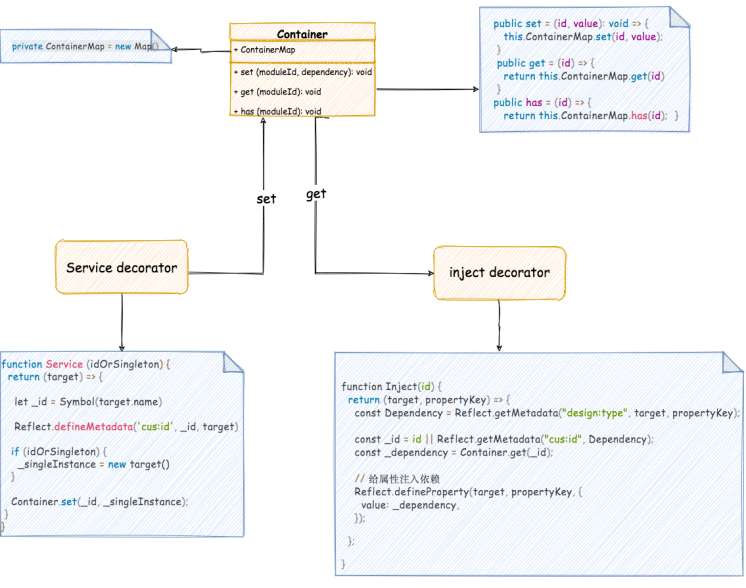 Container
+ ContainerMap
+ set (moduleId, dependency): void
+ get (moduleId): void
+ has (moduleId): void
private ContainerMap = new Map()
public set = (id, value): void => {
this.ContainerMap.set(id, value);
}
public get = (id) => {
return this.ContainerMap.get(id)
}
public has = (id) => {
return this.ContainerMap.has(id); }
set
get
Service decorator
inject decorator
function Service (idOrSingleton) {
return (target) => {
let _id = Symbol(target.name)
Reflect.defineMetadata('cus:id', _id, target)
if (idOrSingleton) {
_singleInstance = new target()
}
Container.set(_id, _singleInstance);
}
}
function Inject(id) {
return (target, propertyKey) => {
const Dependency = Reflect.getMetadata("design:type", target, propertyKey);
const _id = id || Reflect.getMetadata("cus:id", Dependency);
const _dependency = Container.get(_id);
// 给属性注入依赖
Reflect.defineProperty(target, propertyKey, {
value: _dependency,
});
};
}